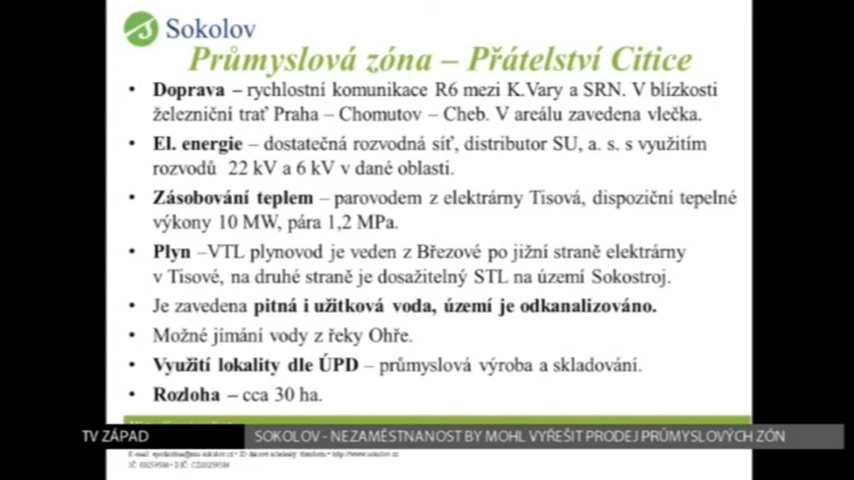 Sokolov
Průmyslová zóna – Přátelství Citice
• Doprava – rychlostní komunikace R6 mezi K.Vary a SRN. V blízkosti
železniční trať Praha – Chomutov – Cheb. V areálu zavedena vlečka.
• El. energie – dostatečná rozvodná síť, distributor SU, a. s. s využitím
rozvodů 22 kV a 6 kV v dané oblasti.
• Zásobování teplem – parovodem z elektrárny Tisová, dispoziční tepelné
výkony 10 MW, pára 1,2 MPa.
• Plyn –VTL plynovod je veden z Březové po jižní straně elektrárny
v Tisové, na druhé straně je dosažitelný STL na území Sokostroj.
• Je zavedena pitná i užitková voda, území je odkanalizováno.
• Možné jímání vody z řeky Ohře.
• Využití lokality dle ÚPD – průmyslová výroba a skladování.
• Rozloha – cca 30 ha.
TV ZÁPAD SOKOLOV - NEZAMĚSTNANOST BY MOHL VYŘEŠIT PRODEJ PRŮMYSLOVÝCH ZÓN